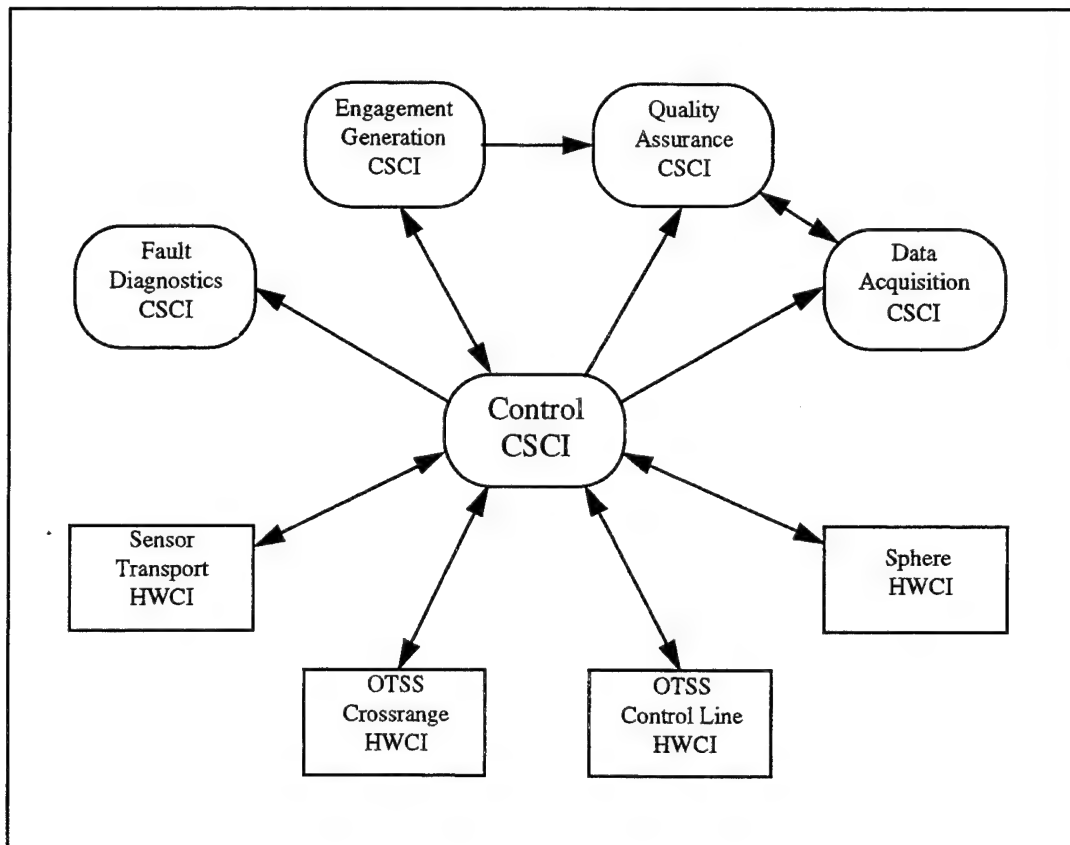 Engagement
Generation
CSCI
Quality
Assurance
CSCI
Fault
Diagnostics
CSCI
Data
Acquisition
CSCI
Control
CSCI
Sensor
Transport
HWCI
Sphere
HWCI
OTSS
Crossrange
HWCI
OTSS
Control Line
HWCI